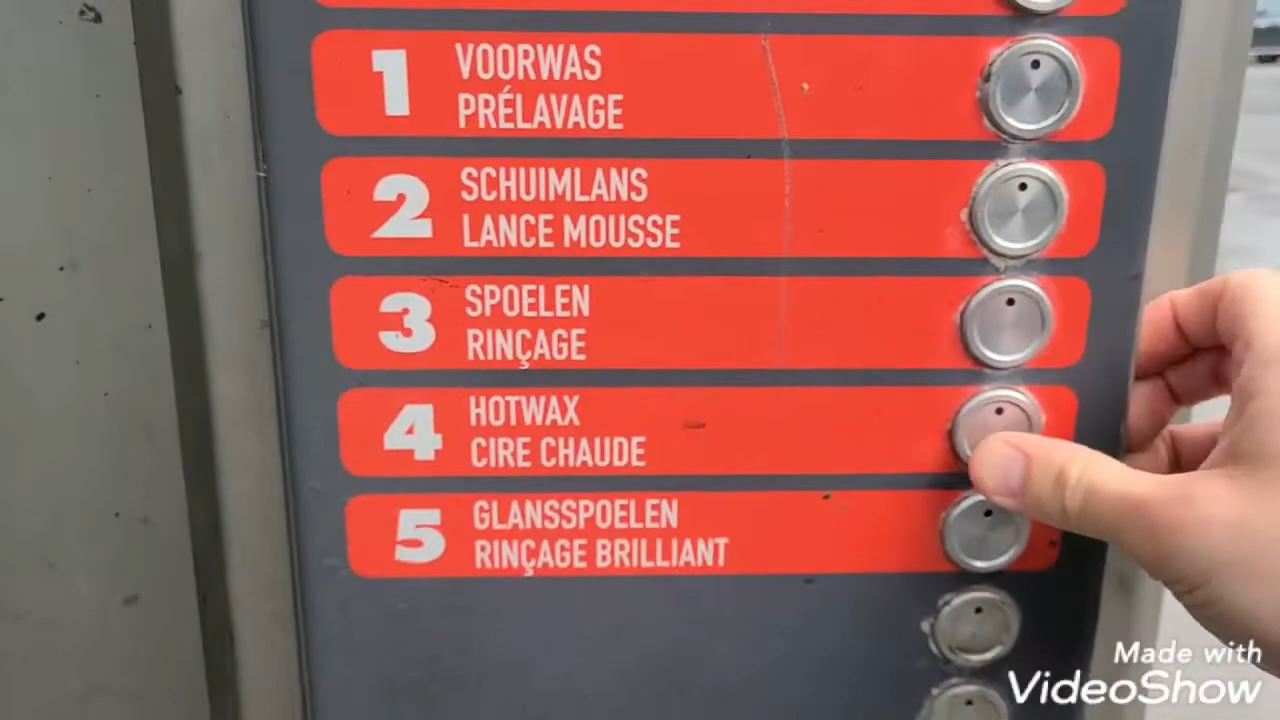 1
VOORWAS
PRÉLAVAGE
2
SCHUIMLANS
LANCE MOUSSE
3
SPOELEN
RINÇAGE
4
HOTWAX
CIRE CHAUDE
5
GLANSSPOELEN
RINÇAGE BRILLIANT
Made with
VideoShow